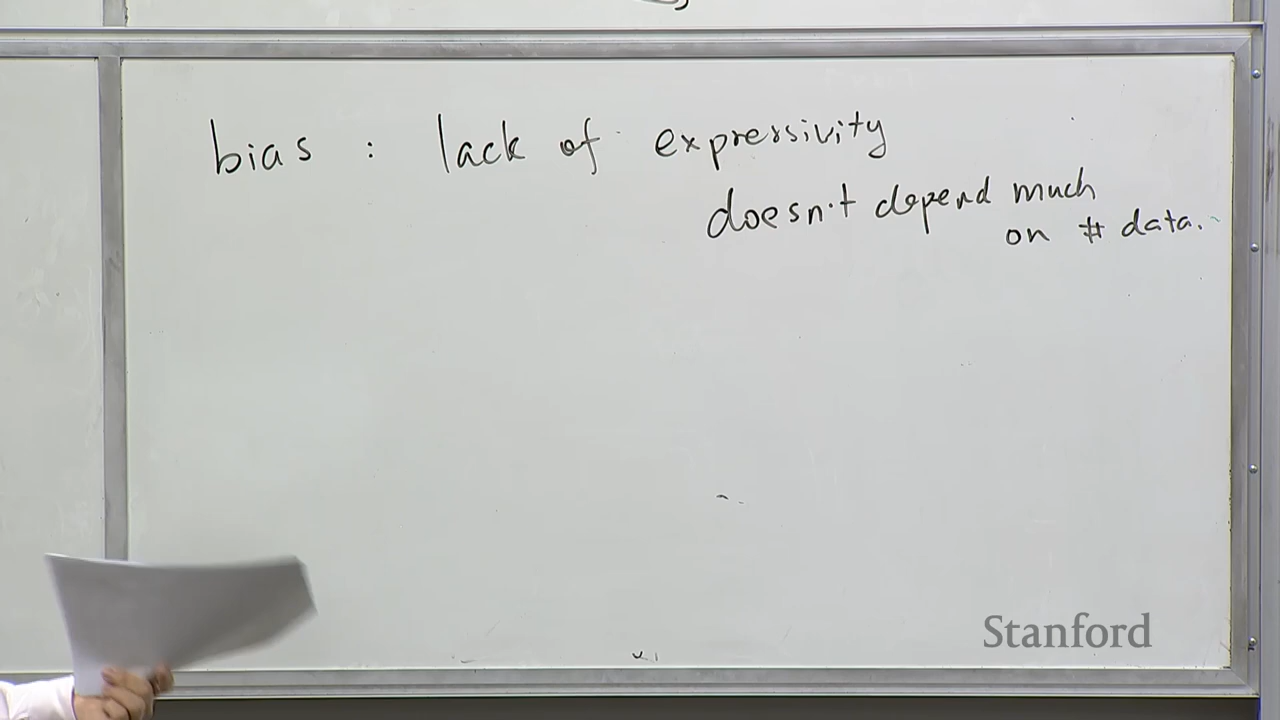 bias : lack of expressivity
doesn't depend much
on # data.
Stanford